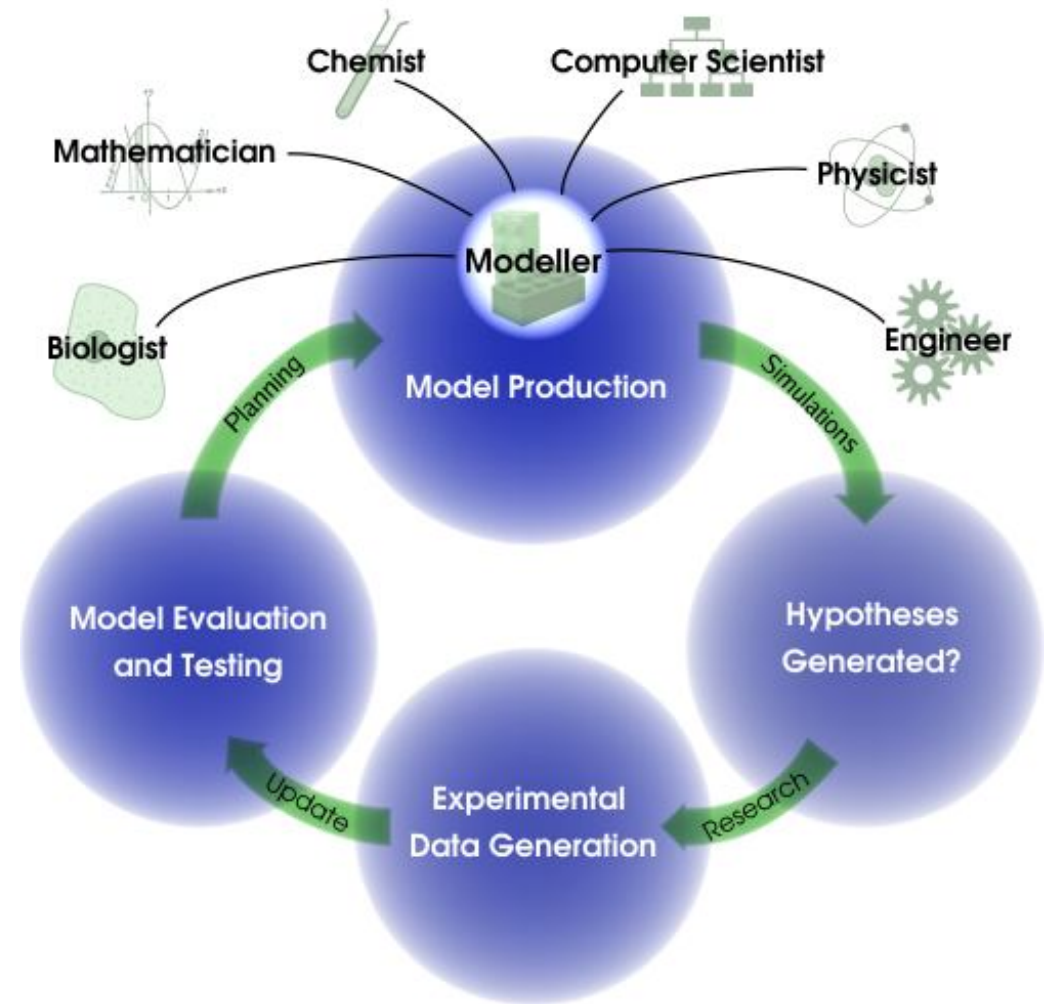 Chemist
Computer Scientist
Mathematician
Physicist
Modeller
Biologist
Engineer
Model Production
Planning
Simulations
Model Evaluation
and Testing
Hypotheses
Generated?
Experimental
Data Generation
Update
Research